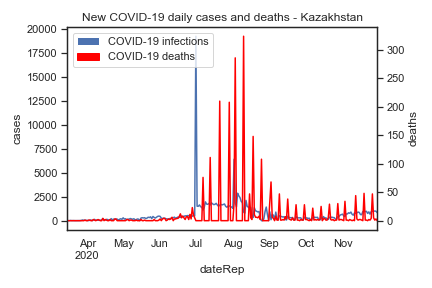 New COVID-19 daily cases and deaths - Kazakhstan
COVID-19 infections
COVID-19 deaths
20000
17500
15000
12500
10000
7500
5000
2500
0
cases
300
250
200
150
100
50
0
deaths
Apr May Jun Jul Aug Sep Oct Nov
2020
dateRep